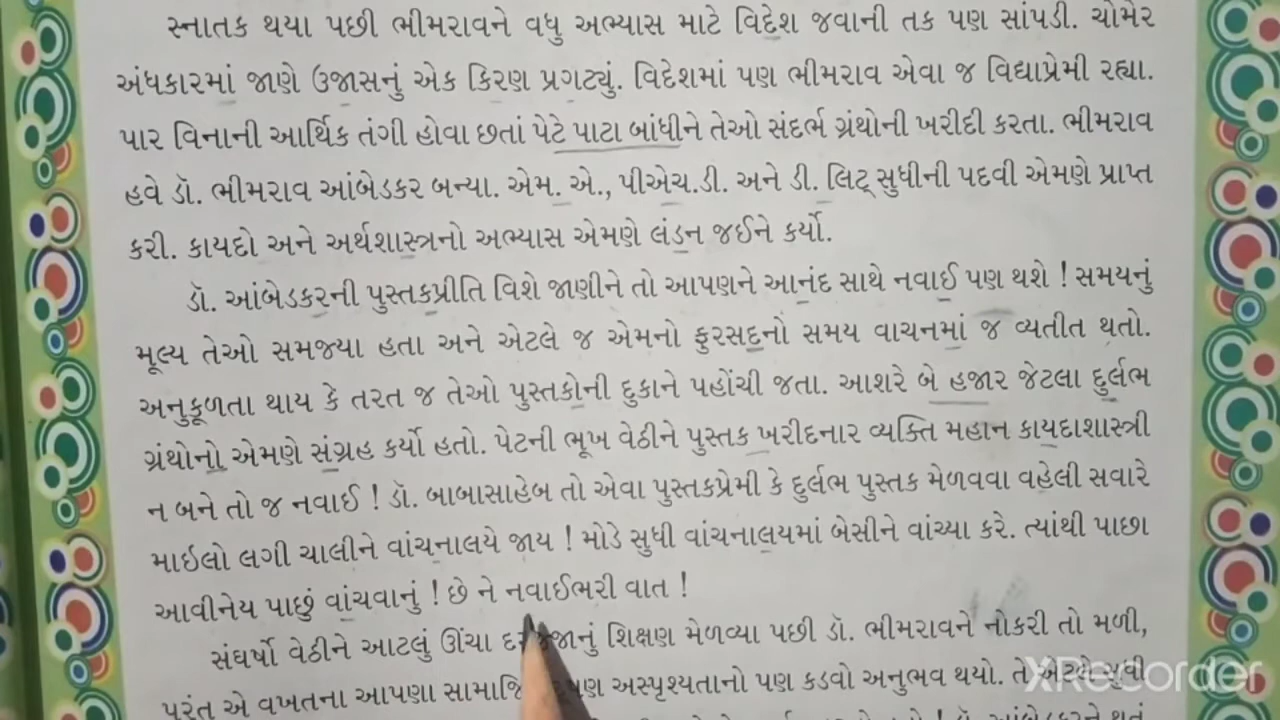 સ્નાતક થયા પછી ભીમરાવને વધુ અભ્યાસ માટે વિદેશ જવાની તક પણ સાંપડી. ચોમેર
અંધકારમાં જાણે ઉજાસનું એક કિરણ પ્રગટ્યું. વિદેશમાં પણ ભીમરાવ એવા જ વિદ્યાપ્રેમી રહ્યા.
પાર વિનાની આર્થિક તંગી હોવા છતાં પેટે પાટા બાંધીને તેઓ સંદર્ભ ગ્રંથોની ખરીદી કરતા. ભીમરાવ
હવે ડૉ. ભીમરાવ આંબેડકર બન્યા. એમ. એ., પીએચ.ડી. અને ડી. લિટ્ સુધીની પદવી એમણે પ્રાપ્ત
કરી. કાયદો અને અર્થશાસ્ત્રનો અભ્યાસ એમણે લંડન જઈને કર્યો.
ડૉ. આંબેડકરની પુસ્તકપ્રીતિ વિશે જાણીને તો આપણને આનંદ સાથે નવાઈ પણ થશે ! સમયનું
મૂલ્ય તેઓ સમજ્યા હતા અને એટલે જ એમનો ફુરસદનો સમય વાચનમાં જ વ્યતીત થતો.
અનુકૂળતા થાય કે તરત જ તેઓ પુસ્તકોની દુકાને પહોંચી જતા. આશરે બે હજાર જેટલા દુર્લભ
ગ્રંથોનો એમણે સંગ્રહ કર્યો હતો. પેટની ભૂખ વેઠીને પુસ્તક ખરીદનાર વ્યક્તિ મહાન કાયદાશાસ્ત્રી
ન બને તો જ નવાઈ ! ડૉ. બાબાસાહેબ તો એવા પુસ્તકપ્રેમી કે દુર્લભ પુસ્તક મેળવવા વહેલી સવારે
માઇલો લગી ચાલીને વાંચનાલયે જાય ! મોડે સુધી વાંચનાલયમાં બેસીને વાંચ્યા કરે. ત્યાંથી પાછા
આવીનેય પાછું વાંચવાનું ! છે ને નવાઈભરી વાત !
સંઘર્ષો વેઠીને આટલું ઊંચા શિક્ષણ મેળવ્યા પછી ડૉ. ભીમરાવને નોકરી તો મળી,
પરંતુ એ વખતના આપણા અસ્પૃશ્યતાનો પણ કડવો અનુભવ થયો. તે એટલે સુધી
XRecorder